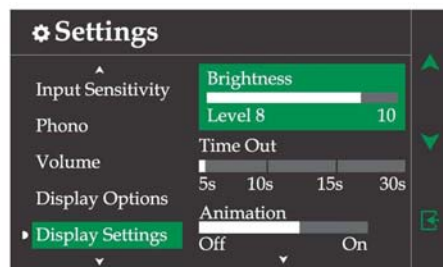 Settings
Input Sensitivity
Phono
Volume
Display Options
Display Settings
Brightness
Level 8 10
Time Out
5s 10s 15s 30s
Animation
Off On